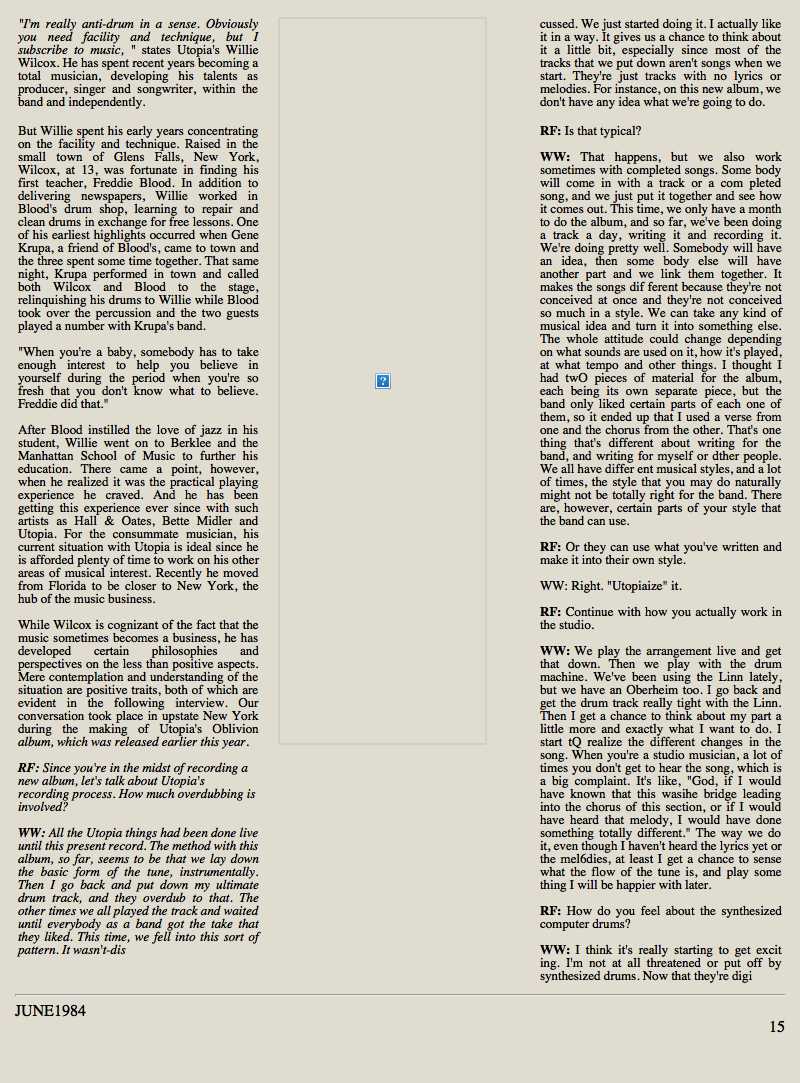 "I'm really anti-drum in a sense. Obviously
you need facility and technique, but I
subscribe to music, " states Utopia's Willie
Wilcox. He has spent recent years becoming a
total musician, developing his talents as
producer, singer and songwriter, within the
band and independently.
But Willie spent his early years concentrating
on the facility and technique. Raised in the
small town of Glens Falls, New York,
Wilcox, at 13, was fortunate in finding his
first teacher, Freddie Blood. In addition to
delivering newspapers, Willie worked in
Blood's drum shop, learning to repair and
clean drums in exchange for free lessons. One
of his earliest highlights occurred when Gene
Krupa, a friend of Blood's, came to town and
the three spent some time together. That same
night, Krupa performed in town and called
both Wilcox and Blood to the stage,
relinquishing his drums to Willie while Blood
took over the percussion and the two guests
played a number with Krupa's band.
"When you're a baby, somebody has to take
enough interest to help you believe in
yourself during the period when you're so
fresh that you don't know what to believe.
Freddie did that."
After Blood instilled the love of jazz in his
student, Willie went on to Berklee and the
Manhattan School of Music to further his
education. There came a point, however,
when he realized it was the practical playing
experience he craved. And he has been
getting this experience ever since with such
artists as Hall & Oates, Bette Midler and
Utopia. For the consummate musician, his
current situation with Utopia is ideal since he
is afforded plenty of time to work on his other
areas of musical interest. Recently he moved
from Florida to be closer to New York, the
hub of the music business.
While Wilcox is cognizant of the fact that the
music sometimes becomes a business, he has
developed certain philosophies and
perspectives on the less than positive aspects.
Mere contemplation and understanding of the
situation are positive traits, both of which are
evident in the following interview. Our
conversation took place in upstate New York
during the making of Utopia's Oblivion
album, which was released earlier this year.
RF: Since you're in the midst of recording a
new album, let's talk about Utopia's
recording process. How much overdubbing is
involved?
WW: All the Utopia things had been done live
until this present record. The method with this
album, so far, seems to be that we lay down
the basic form of the tune, instrumentally.
Then I go back and put down my ultimate
drum track, and they overdub to that. The
other times we all played the track and waited
until everybody as a band got the take that
they liked. This time, we fell into this sort of
pattern. It wasn't-dis
cussed. We just started doing it. I actually like
it in a way. It gives us a chance to think about
it a little bit, especially since most of the
tracks that we put down aren't songs when we
start. They're just tracks with no lyrics or
melodies. For instance, on this new album, we
don't have any idea what we're going to do.
RF: Is that typical?
WW: That happens, but we also work
sometimes with completed songs. Some body
will come in with a track or a com pleted
song, and we just put it together and see how
it comes out. This time, we only have a month
to do the album, and so far, we've been doing
a track a day, writing it and recording it.
We're doing pretty well. Somebody will have
an idea, then some body else will have
another part and we link them together. It
makes the songs dif ferent because they're not
conceived at once and they're not conceived
so much in a style. We can take any kind of
musical idea and turn it into something else.
The whole attitude could change depending
on what sounds are used on it, how it's played,
at what tempo and other things. I thought I
had twO pieces of material for the album,
each being its own separate piece, but the
band only liked certain parts of each one of
them, so it ended up that I used a verse from
one and the chorus from the other. That's one
thing that's different about writing for the
band, and writing for myself or dther people.
We all have differ ent musical styles, and a lot
of times, the style that you may do naturally
might not be totally right for the band. There
are, however, certain parts of your style that
the band can use.
RF: Or they can use what you've written and
make it into their own style.
WW: Right. "Utopiaize" it.
RF: Continue with how you actually work in
the studio.
WW: We play the arrangement live and get
that down. Then we play with the drum
machine. We've been using the Linn lately,
but we have an Oberheim too. I go back and
get the drum track really tight with the Linn.
Then I get a chance to think about my part a
little more and exactly what I want to do. I
start tQ realize the different changes in the
song. When you're a studio musician, a lot of
times you don't get to hear the song, which is
a big complaint. It's like, "God, if I would
have known that this wasihe bridge leading
into the chorus of this section, or if I would
have heard that melody, I would have done
something totally different." The way we do
it, even though I haven't heard the lyrics yet or
the mel6dies, at least I get a chance to sense
what the flow of the tune is, and play some
thing I will be happier with later.
RF: How do you feel about the synthesized
computer drums?
WW: I think it's really starting to get excit
ing. I'm not at all threatened or put off by
synthesized drums. Now that they're digi
JUNE1984
15